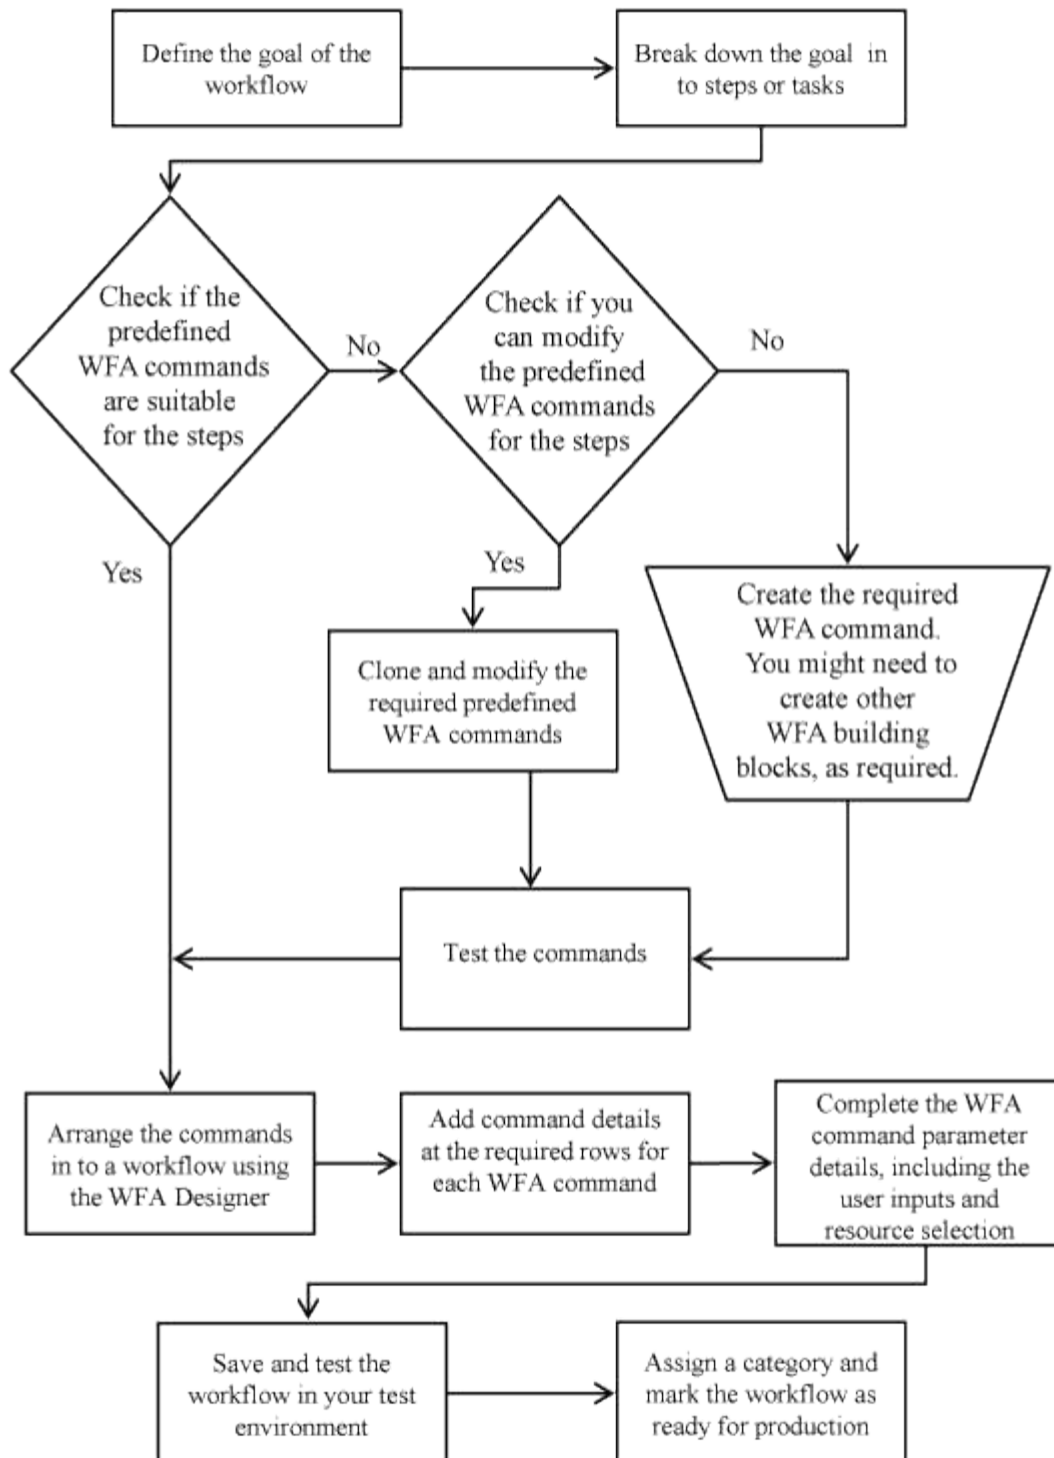 Define the goal of the
workflow
Break down the goal in
to steps or tasks
Check if the
predefined
WFA commands
are suitable
for the steps
No
Check if you
can modify
the predefined
WFA commands
for the steps
No
Yes
Yes
Clone and modify the
required predefined
WFA commands
Create the required
WFA command.
You might need to
create other
WFA building
blocks, as required.
Test the commands
Arrange the commands
in to a workflow using
the WFA Designer
Add command details
at the required rows for
each WFA command
Complete the WFA
command parameter
details, including the
user inputs and
resource selection
Save and test the
workflow in your test
environment
Assign a category and
mark the workflow as
ready for production